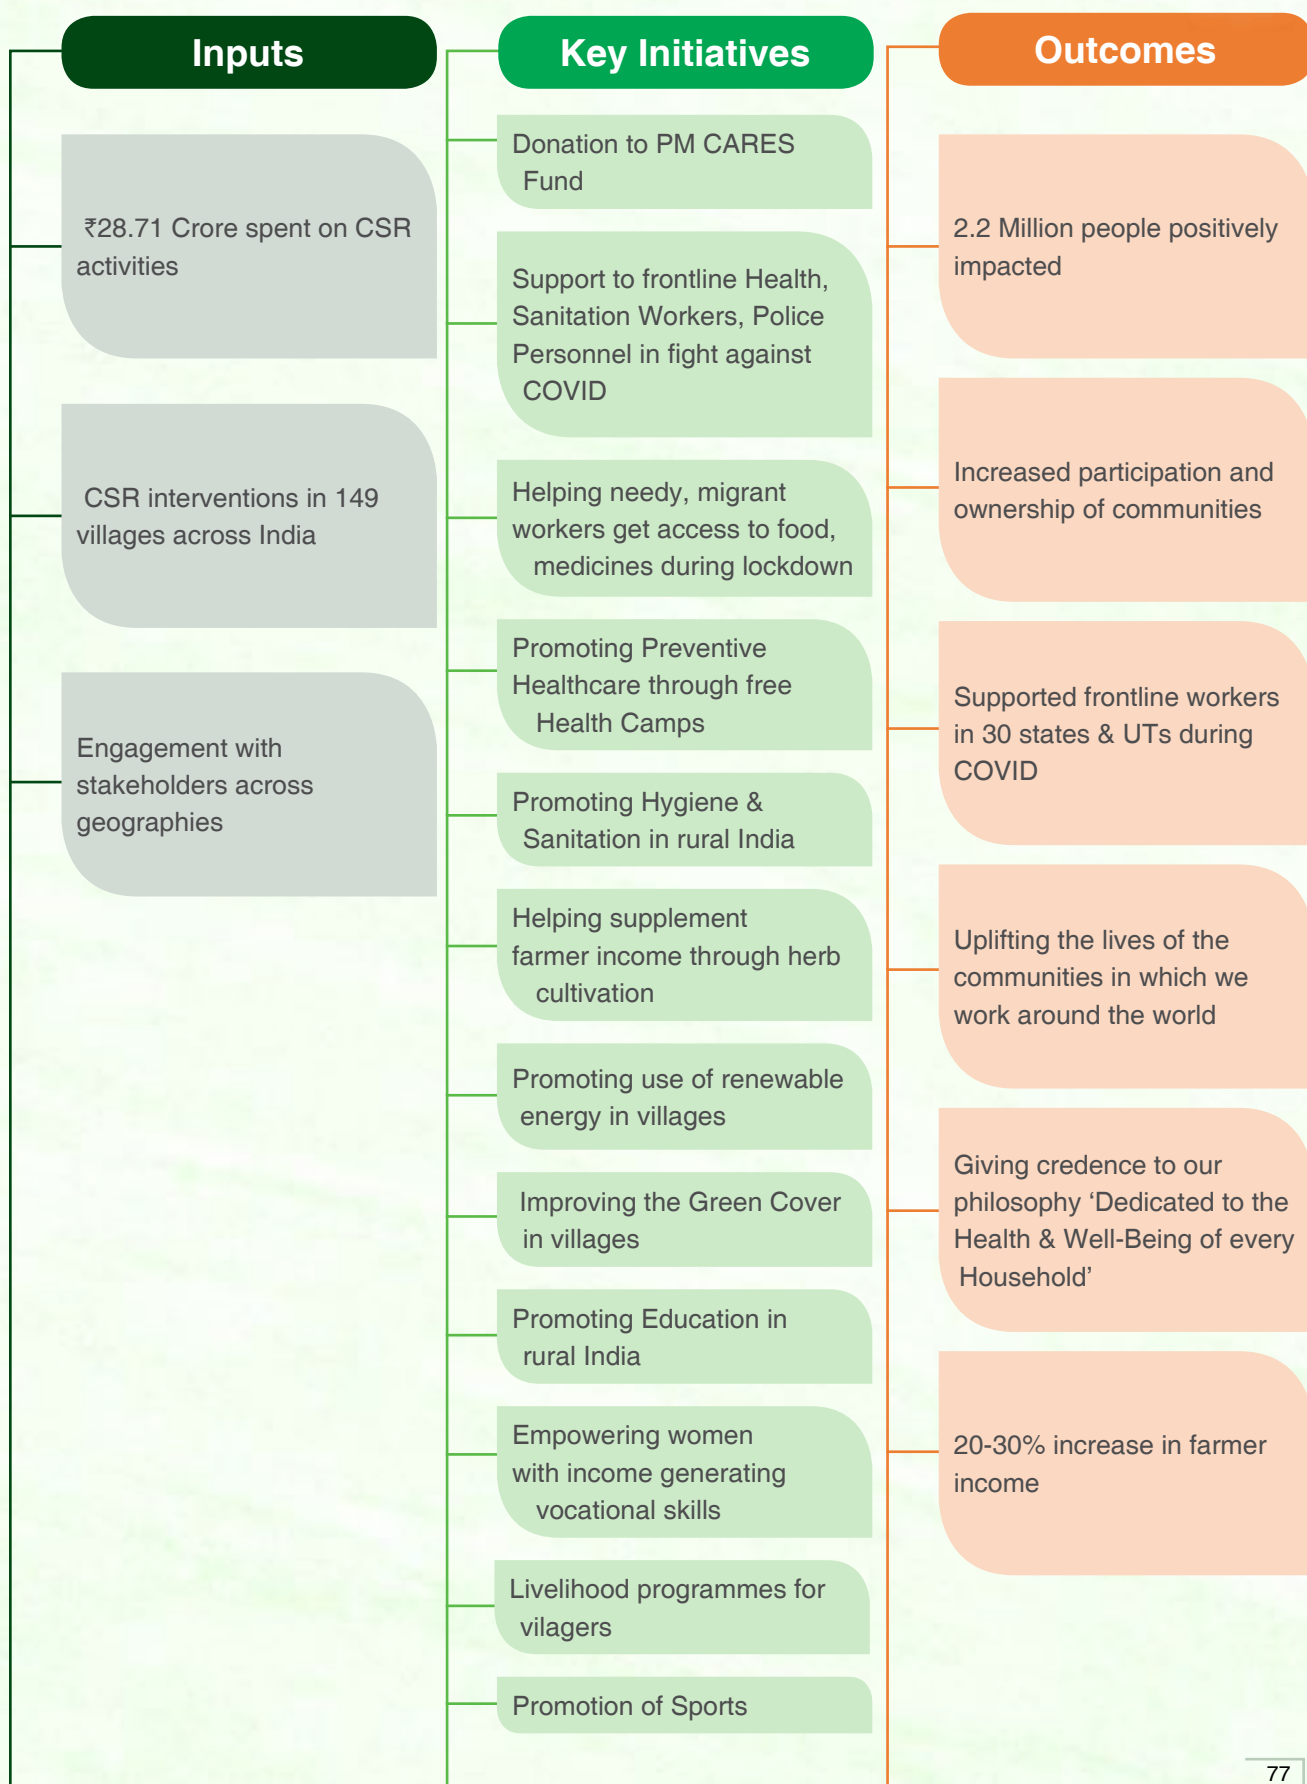 Inputs
₹28.71 Crore spent on CSR
activities
CSR interventions in 149
villages across India
Engagement with
stakeholders across
geographies
Key Initiatives
Donation to PM CARES
Fund
Support to frontline Health,
Sanitation Workers, Police
Personnel in fight against
COVID
Helping needy, migrant
workers get access to food,
medicines during lockdown
Promoting Preventive
Healthcare through free
Health Camps
Promoting Hygiene &
Sanitation in rural India
Helping supplement
farmer income through herb
cultivation
Promoting use of renewable
energy in villages
Improving the Green Cover
in villages
Promoting Education in
rural India
Empowering women
with income generating
vocational skills
Livelihood programmes for
vilagers
Promotion of Sports
Outcomes
2.2 Million people positively
impacted
Increased participation and
ownership of communities
Supported frontline workers
in 30 states & UTs during
COVID
Uplifting the lives of the
communities in which we
work around the world
Giving credence to our
philosophy ‘Dedicated to the
Health & Well-Being of every
Household’
20-30% increase in farmer
income
77